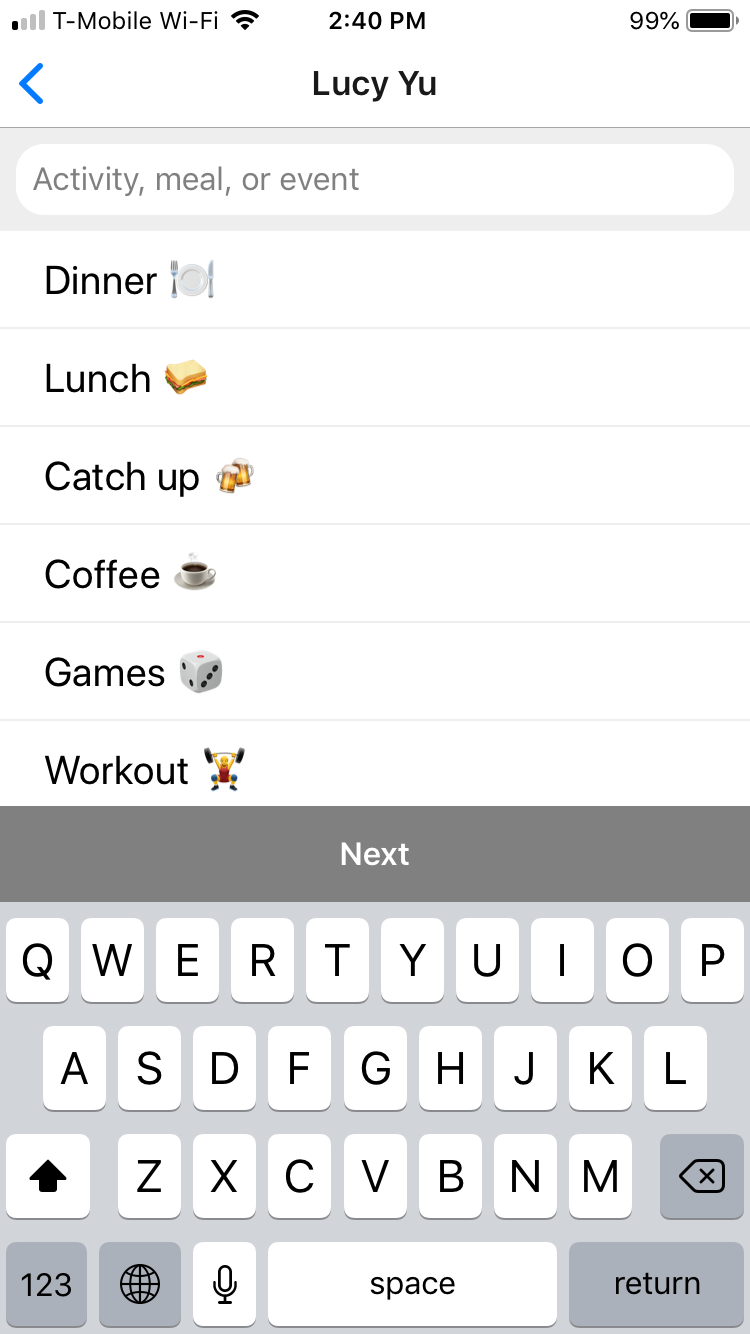 T-Mobile Wi-Fi 2:40 PM 99%
Lucy Yu
Activity, meal, or event
Dinner 🍽️
Lunch 🥪
Catch up 🍻
Coffee ☕
Games 🎲
Workout 🏋️
Next
Q W E R T Y U I O P
A S D F G H J K L
Z X C V B N M
123 space return